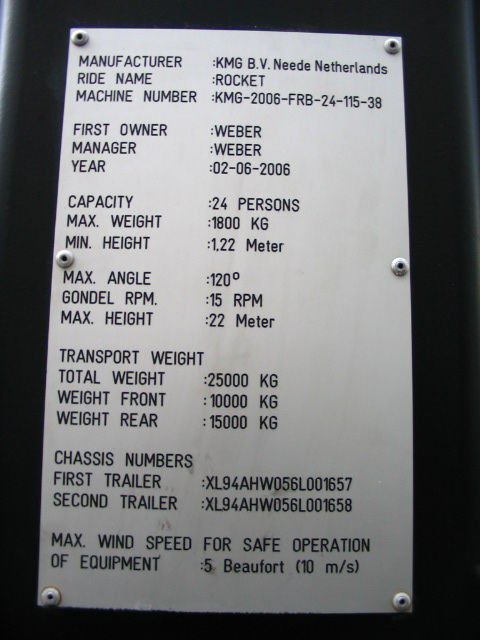 MANUFACTURER :KMG B.V. Neede Netherlands
RIDE NAME :ROCKET
MACHINE NUMBER :KMG-2006-FRB-24-115-38
FIRST OWNER :WEBER
MANAGER :WEBER
YEAR :02-06-2006
CAPACITY :24 PERSONS
MAX. WEIGHT :1800 KG
MIN. HEIGHT :1,22 Meter
MAX. ANGLE :120°
GONDEL RPM. :15 RPM
MAX. HEIGHT :22 Meter
TRANSPORT WEIGHT
TOTAL WEIGHT :25000 KG
WEIGHT FRONT :10000 KG
WEIGHT REAR :15000 KG
CHASSIS NUMBERS
FIRST TRAILER :XL94AHW056L001657
SECOND TRAILER :XL94AHW056L001658
MAX. WIND SPEED FOR SAFE OPERATION
OF EQUIPMENT :5 Beaufort (10 m/s)